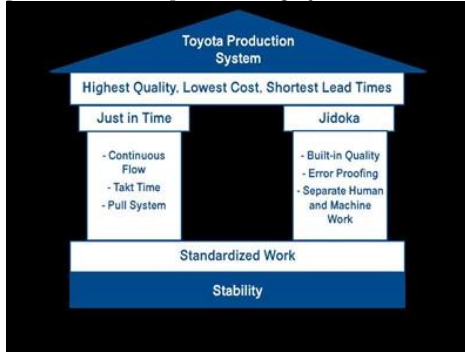 Toyota Production
System
Highest Quality, Lowest Cost, Shortest Lead Times
Just in Time
- Continuous
Flow
- Takt Time
- Pull System
Jidoka
- Built-in Quality
- Error Proofing
- Separate Human
and Machine
Work
Standardized Work
Stability